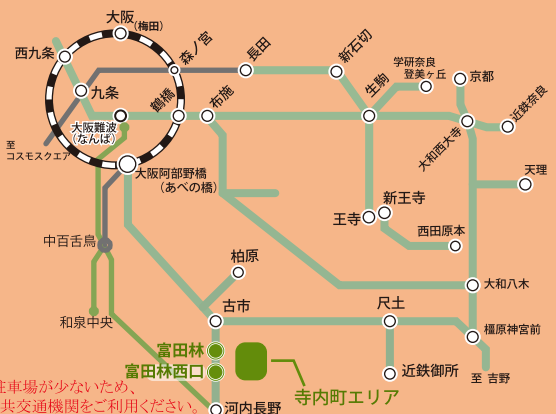 大阪
(梅田)
西九条
森ノ宮
長田
新石切
学研奈良
登美ヶ丘
生駒
京都
九条
鶴橋
布施
近鉄奈良
大阪難波
(なんば)
大和西大寺
至
コスモスクエア
大阪阿部野橋
(あべの橋)
天理
新王寺
王寺
西田原本
中百舌鳥
柏原
大和八木
古市
尺土
和泉中央
橿原神宮前
富田林
富田林西口
近鉄御所
至 吉野
寺内町エリア
駐車場が少ないため、
共交通機関をご利用ください。
河内長野